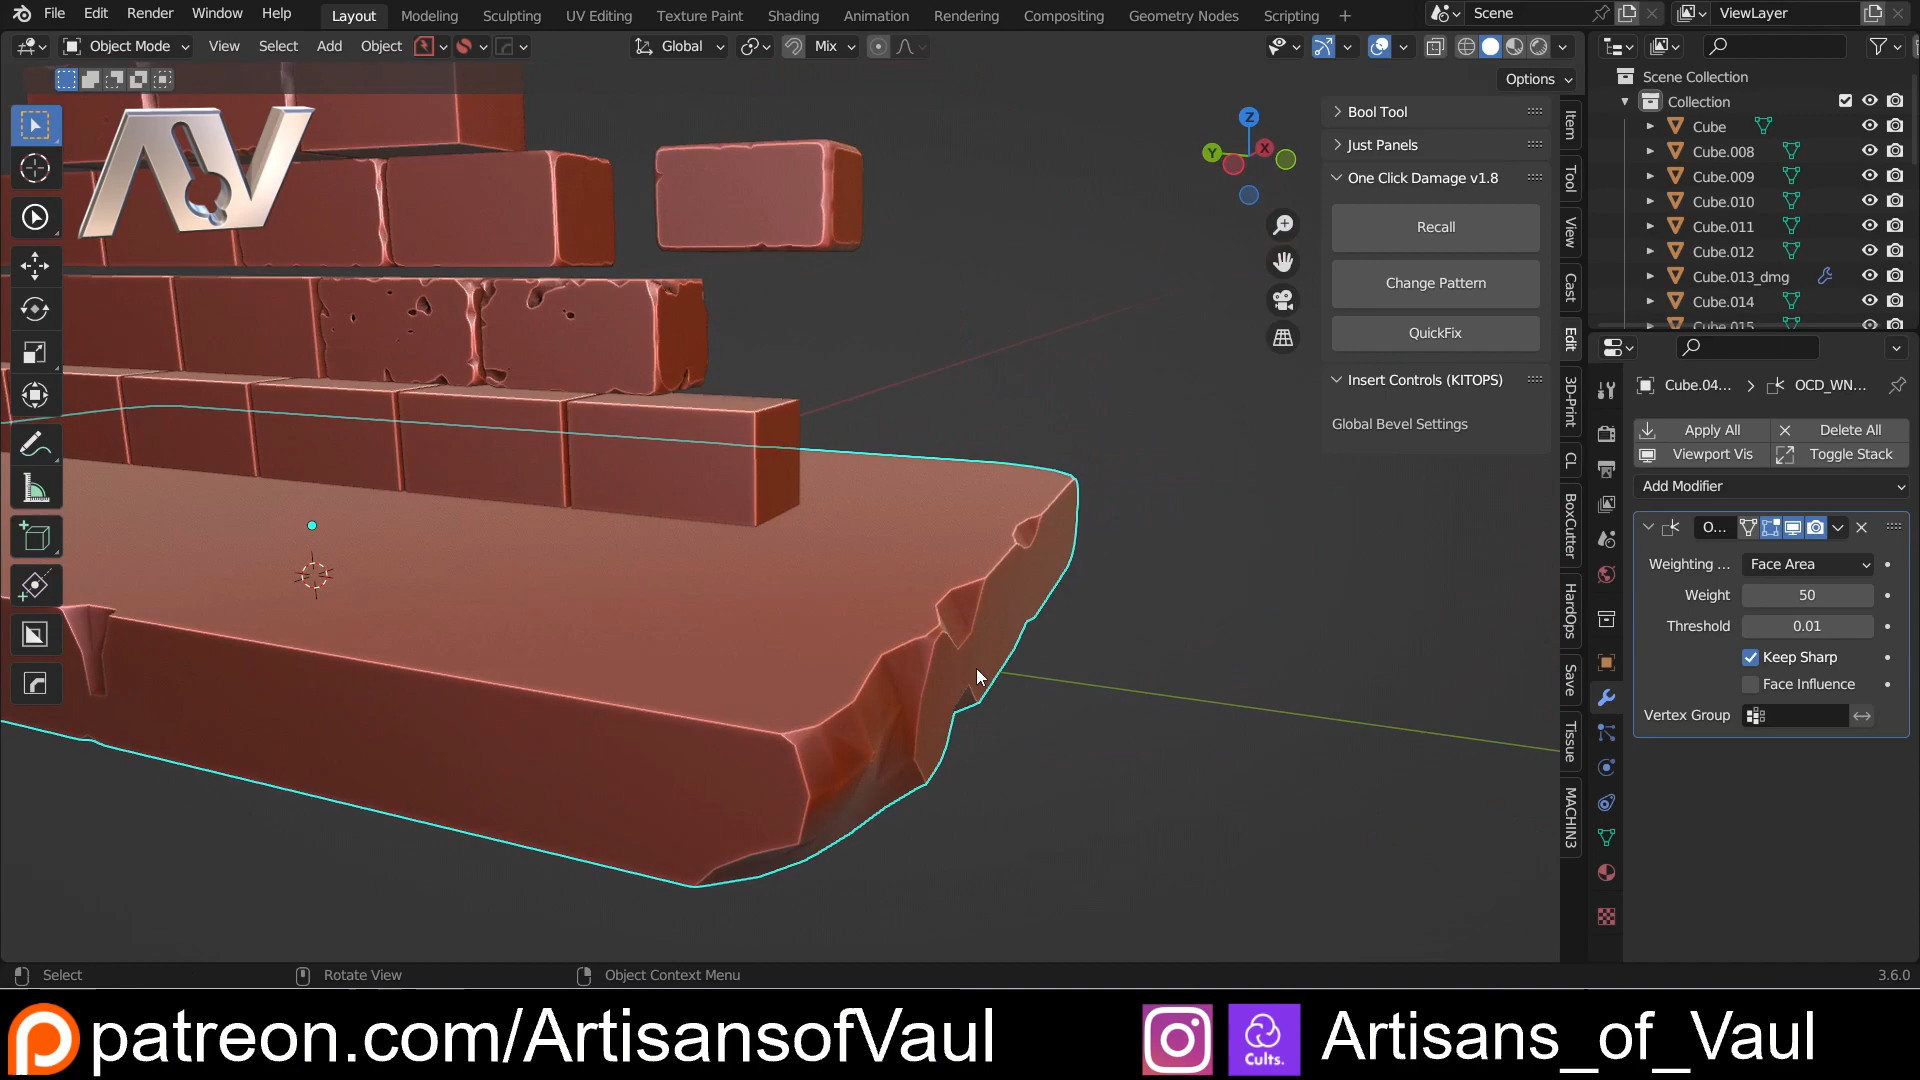 File Edit Render Window Help Layout Modeling Sculpting UV Editing Texture Paint Shading Animation Rendering Compositing Geometry Nodes Scripting + Scene ViewLayer
Object Mode View Select Add Object Global Mix
Options
Bool Tool
Just Panels
One Click Damage v1.8
Recall
Change Pattern
QuickFix
Insert Controls (KITOPS)
Global Bevel Settings
Z
Y
X
AV
Item
Tool
View
Cast
Edit
3D-Print
CL
BoxCutter
HardOps
Save
Tissue
MACHIN3
Scene Collection
Collection
Cube
Cube.008
Cube.009
Cube.010
Cube.011
Cube.012
Cube.013_dmg
Cube.014
Cube.015
Cube.04... OCD_WN...
Apply All Delete All
Viewport Vis Toggle Stack
Add Modifier
O...
Weighting ... Face Area
Weight 50
Threshold 0.01
Keep Sharp
Face Influence
Vertex Group
Select Rotate View Object Context Menu 3.6.0
patreon.com/ArtisansofVaul Cults. Artisans_of_Vaul